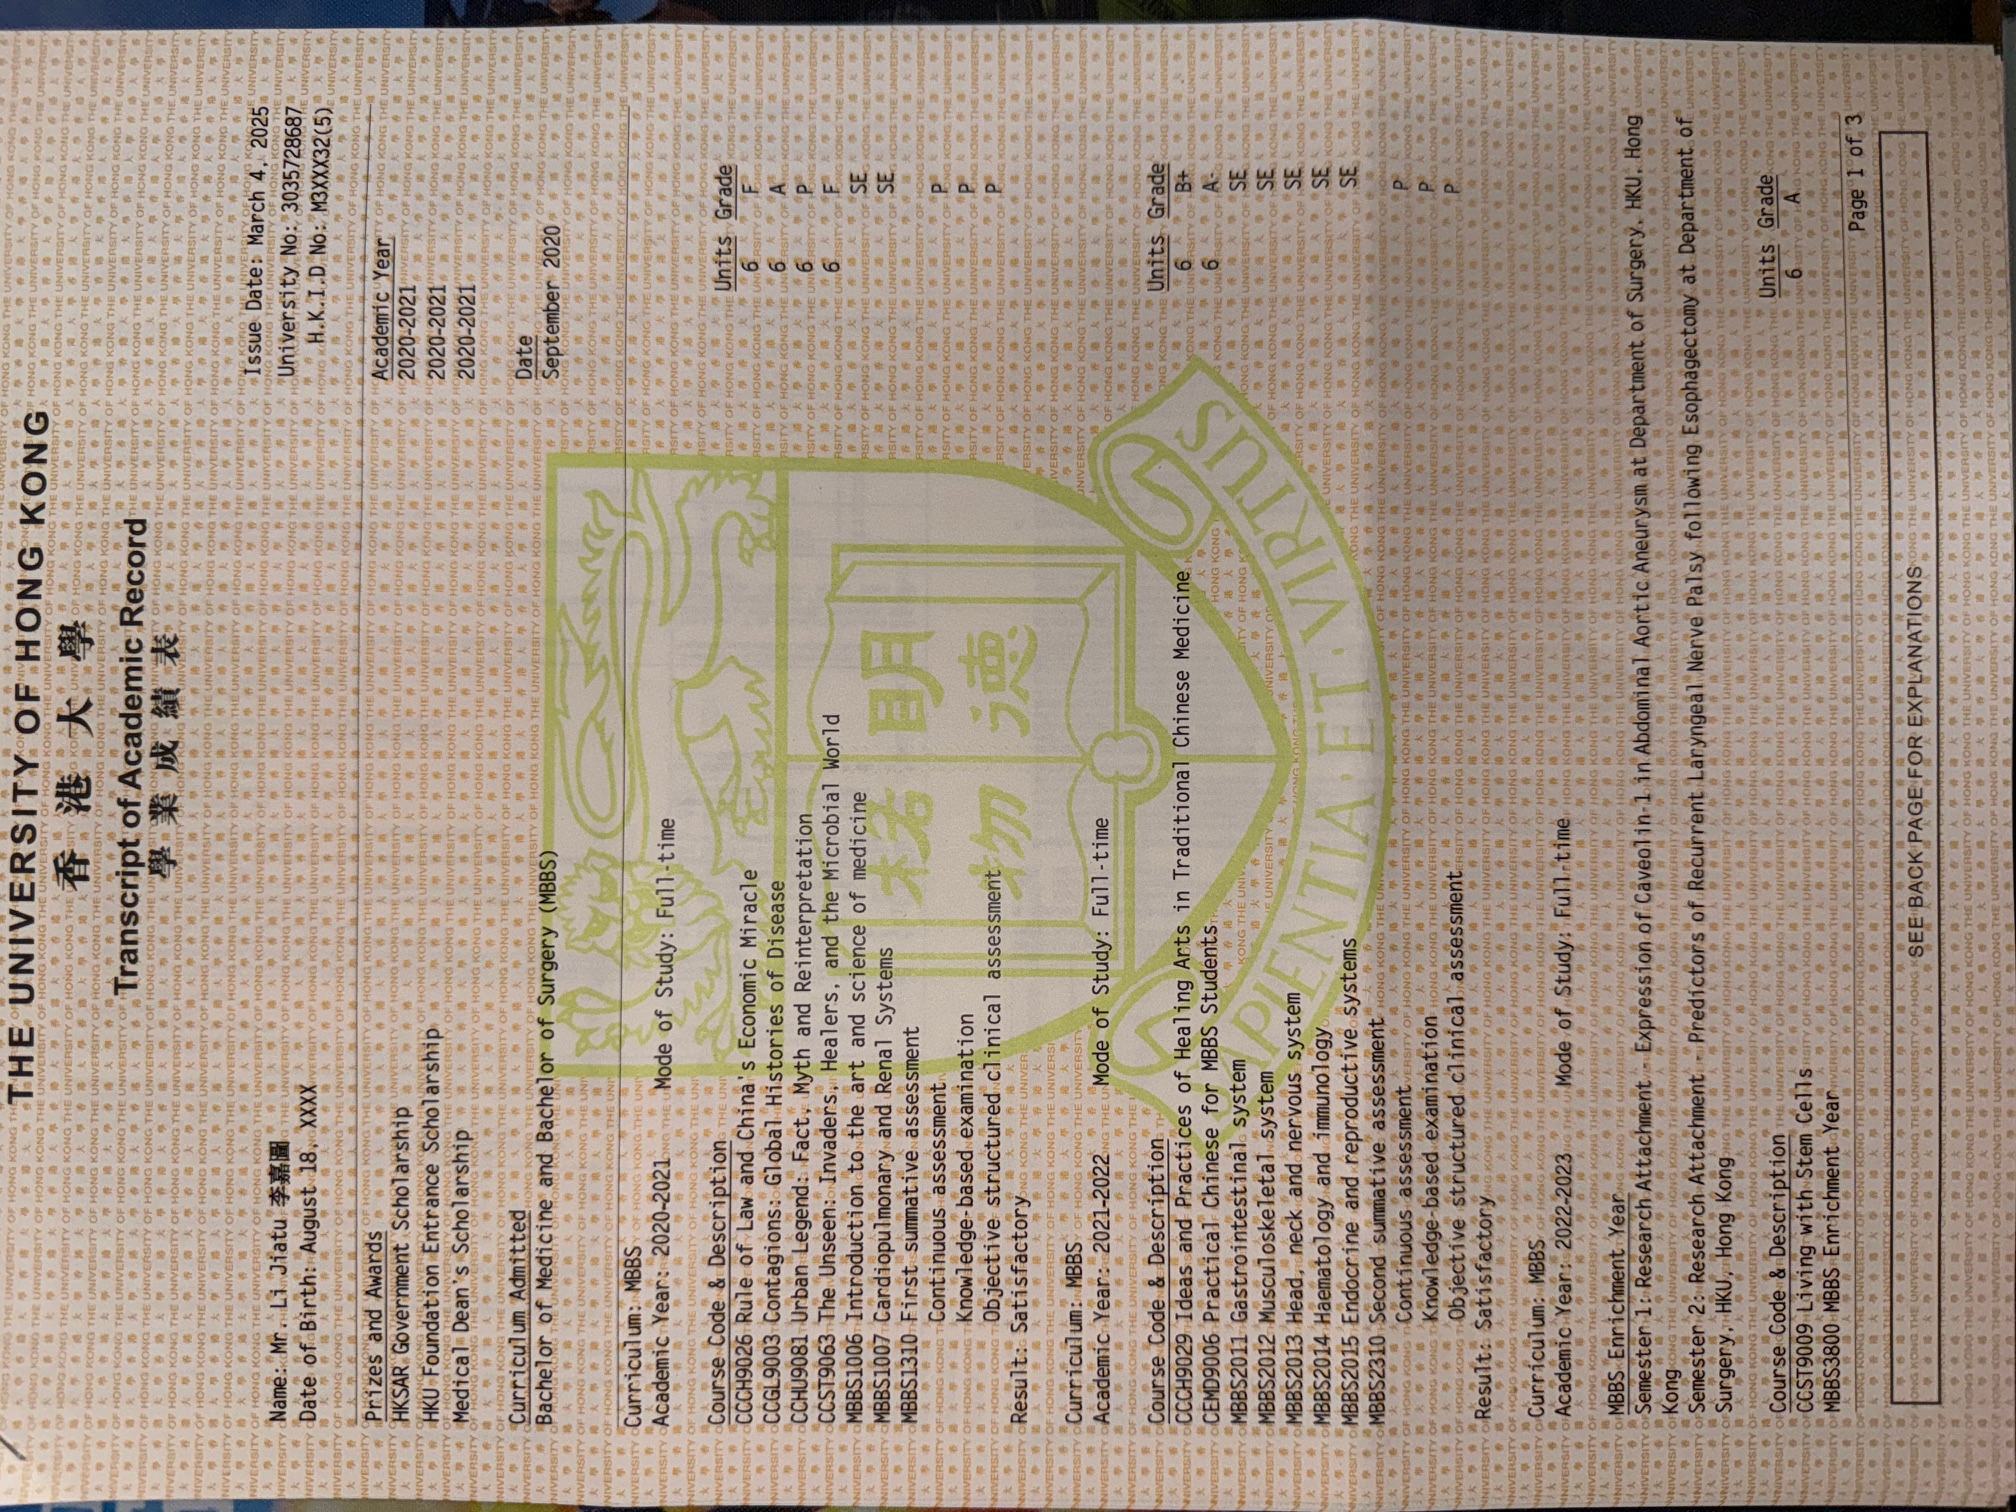 THE UNIVERSITY OF HONG KONG
香港大學
Transcript of Academic Record
學業成績表
Issue Date: March 4, 2025
Name: Mr. Li Jiatu 李嘉圖 University No: 3035728687
Date of Birth: August 18, XXXX H.K.I.D No: M3XXXX32(5)
Prizes and Awards Academic Year
HKSAR Government Scholarship 2020-2021
HKU Foundation Entrance Scholarship 2020-2021
Medical Dean's Scholarship 2020-2021
Curriculum Admitted Date
Bachelor of Medicine and Bachelor of Surgery (MBBS) September 2020
Curriculum: MBBS
Academic Year: 2020-2021 Mode of Study: Full-time
Course Code & Description Units Grade
CCCH9026 Rule of Law and China's Economic Miracle 6 F
CCGL9003 Contagions: Global Histories of Disease 6 A
CCHU9081 Urban Legend: Fact, Myth and Reinterpretation 6 P
CCST9063 The Unseen: Invaders, Healers, and the Microbial World 6 F
MBBS1006 Introduction to the art and science of medicine SE
MBBS1007 Cardiopulmonary and Renal Systems SE
MBBS1310 First summative assessment
Continuous assessment P
Knowledge-based examination P
Objective structured clinical assessment P
Result: Satisfactory
Curriculum: MBBS
Academic Year: 2021-2022 Mode of Study: Full-time
Course Code & Description Units Grade
CCCH9029 Ideas and Practices of Healing Arts in Traditional Chinese Medicine 6 B+
CEMD9006 Practical Chinese for MBBS Students 6 A-
MBBS2011 Gastrointestinal system SE
MBBS2012 Musculoskeletal system SE
MBBS2013 Head, neck and nervous system SE
MBBS2014 Haematology and immunology SE
MBBS2015 Endocrine and reproductive systems SE
MBBS2310 Second summative assessment
Continuous assessment P
Knowledge-based examination P
Objective structured clinical assessment P
Result: Satisfactory
Curriculum: MBBS
Academic Year: 2022-2023 Mode of Study: Full-time
MBBS Enrichment Year
Semester 1: Research Attachment - Expression of Caveolin-1 in Abdominal Aortic Aneurysm at Department of Surgery, HKU, Hong
Kong
Semester 2: Research Attachment - Predictors of Recurrent Laryngeal Nerve Palsy following Esophagectomy at Department of
Surgery, HKU, Hong Kong
Course Code & Description Units Grade
CCST9009 Living with Stem Cells 6 A
MBBS3800 MBBS Enrichment Year
Page 1 of 3
SEE BACK PAGE FOR EXPLANATIONS
明德
格物
SAPIENTIA·ET·VIRTUS